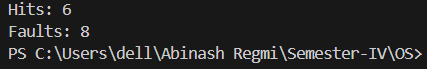 Hits: 6
Faults: 8
PS C:\Users\dell\Abinash Regmi\Semester-IV\OS>